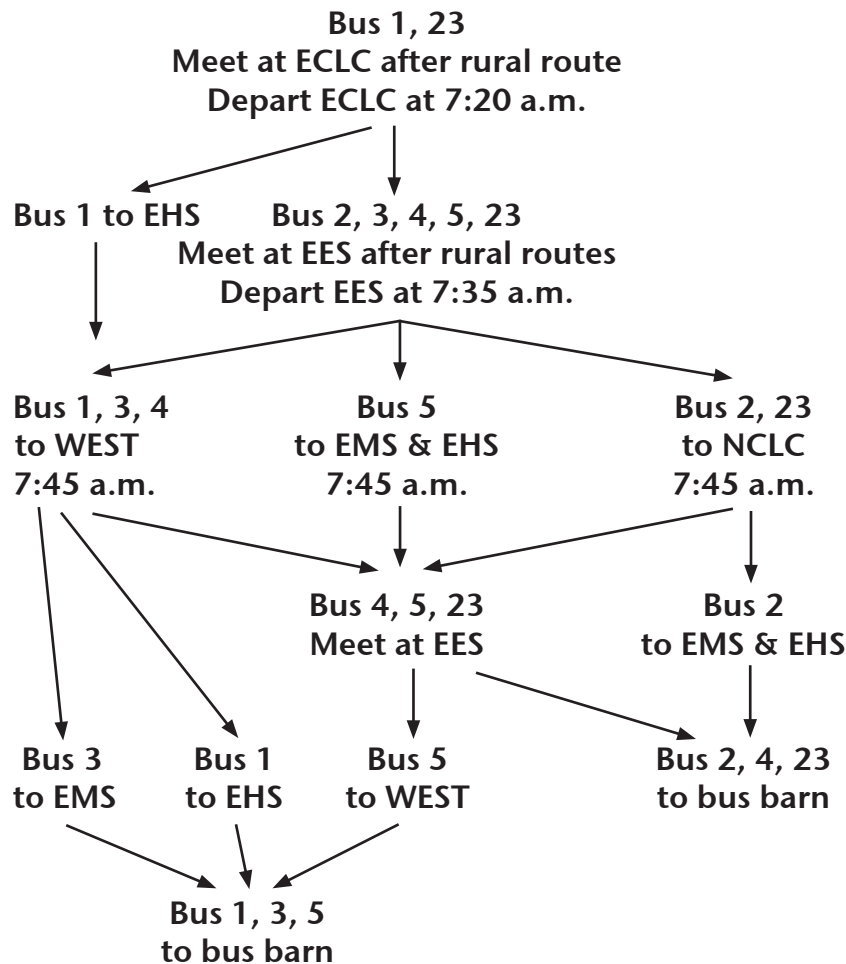 Bus 1, 23
Meet at ECLC after rural route
Depart ECLC at 7:20 a.m.
Bus 1 to EHS
Bus 2, 3, 4, 5, 23
Meet at EES after rural routes
Depart EES at 7:35 a.m.
Bus 1, 3, 4
to WEST
7:45 a.m.
Bus 5
to EMS & EHS
7:45 a.m.
Bus 2, 23
to NCLC
7:45 a.m.
Bus 4, 5, 23
Meet at EES
Bus 2
to EMS & EHS
Bus 3
to EMS
Bus 1
to EHS
Bus 5
to WEST
Bus 2, 4, 23
to bus barn
Bus 1, 3, 5
to bus barn